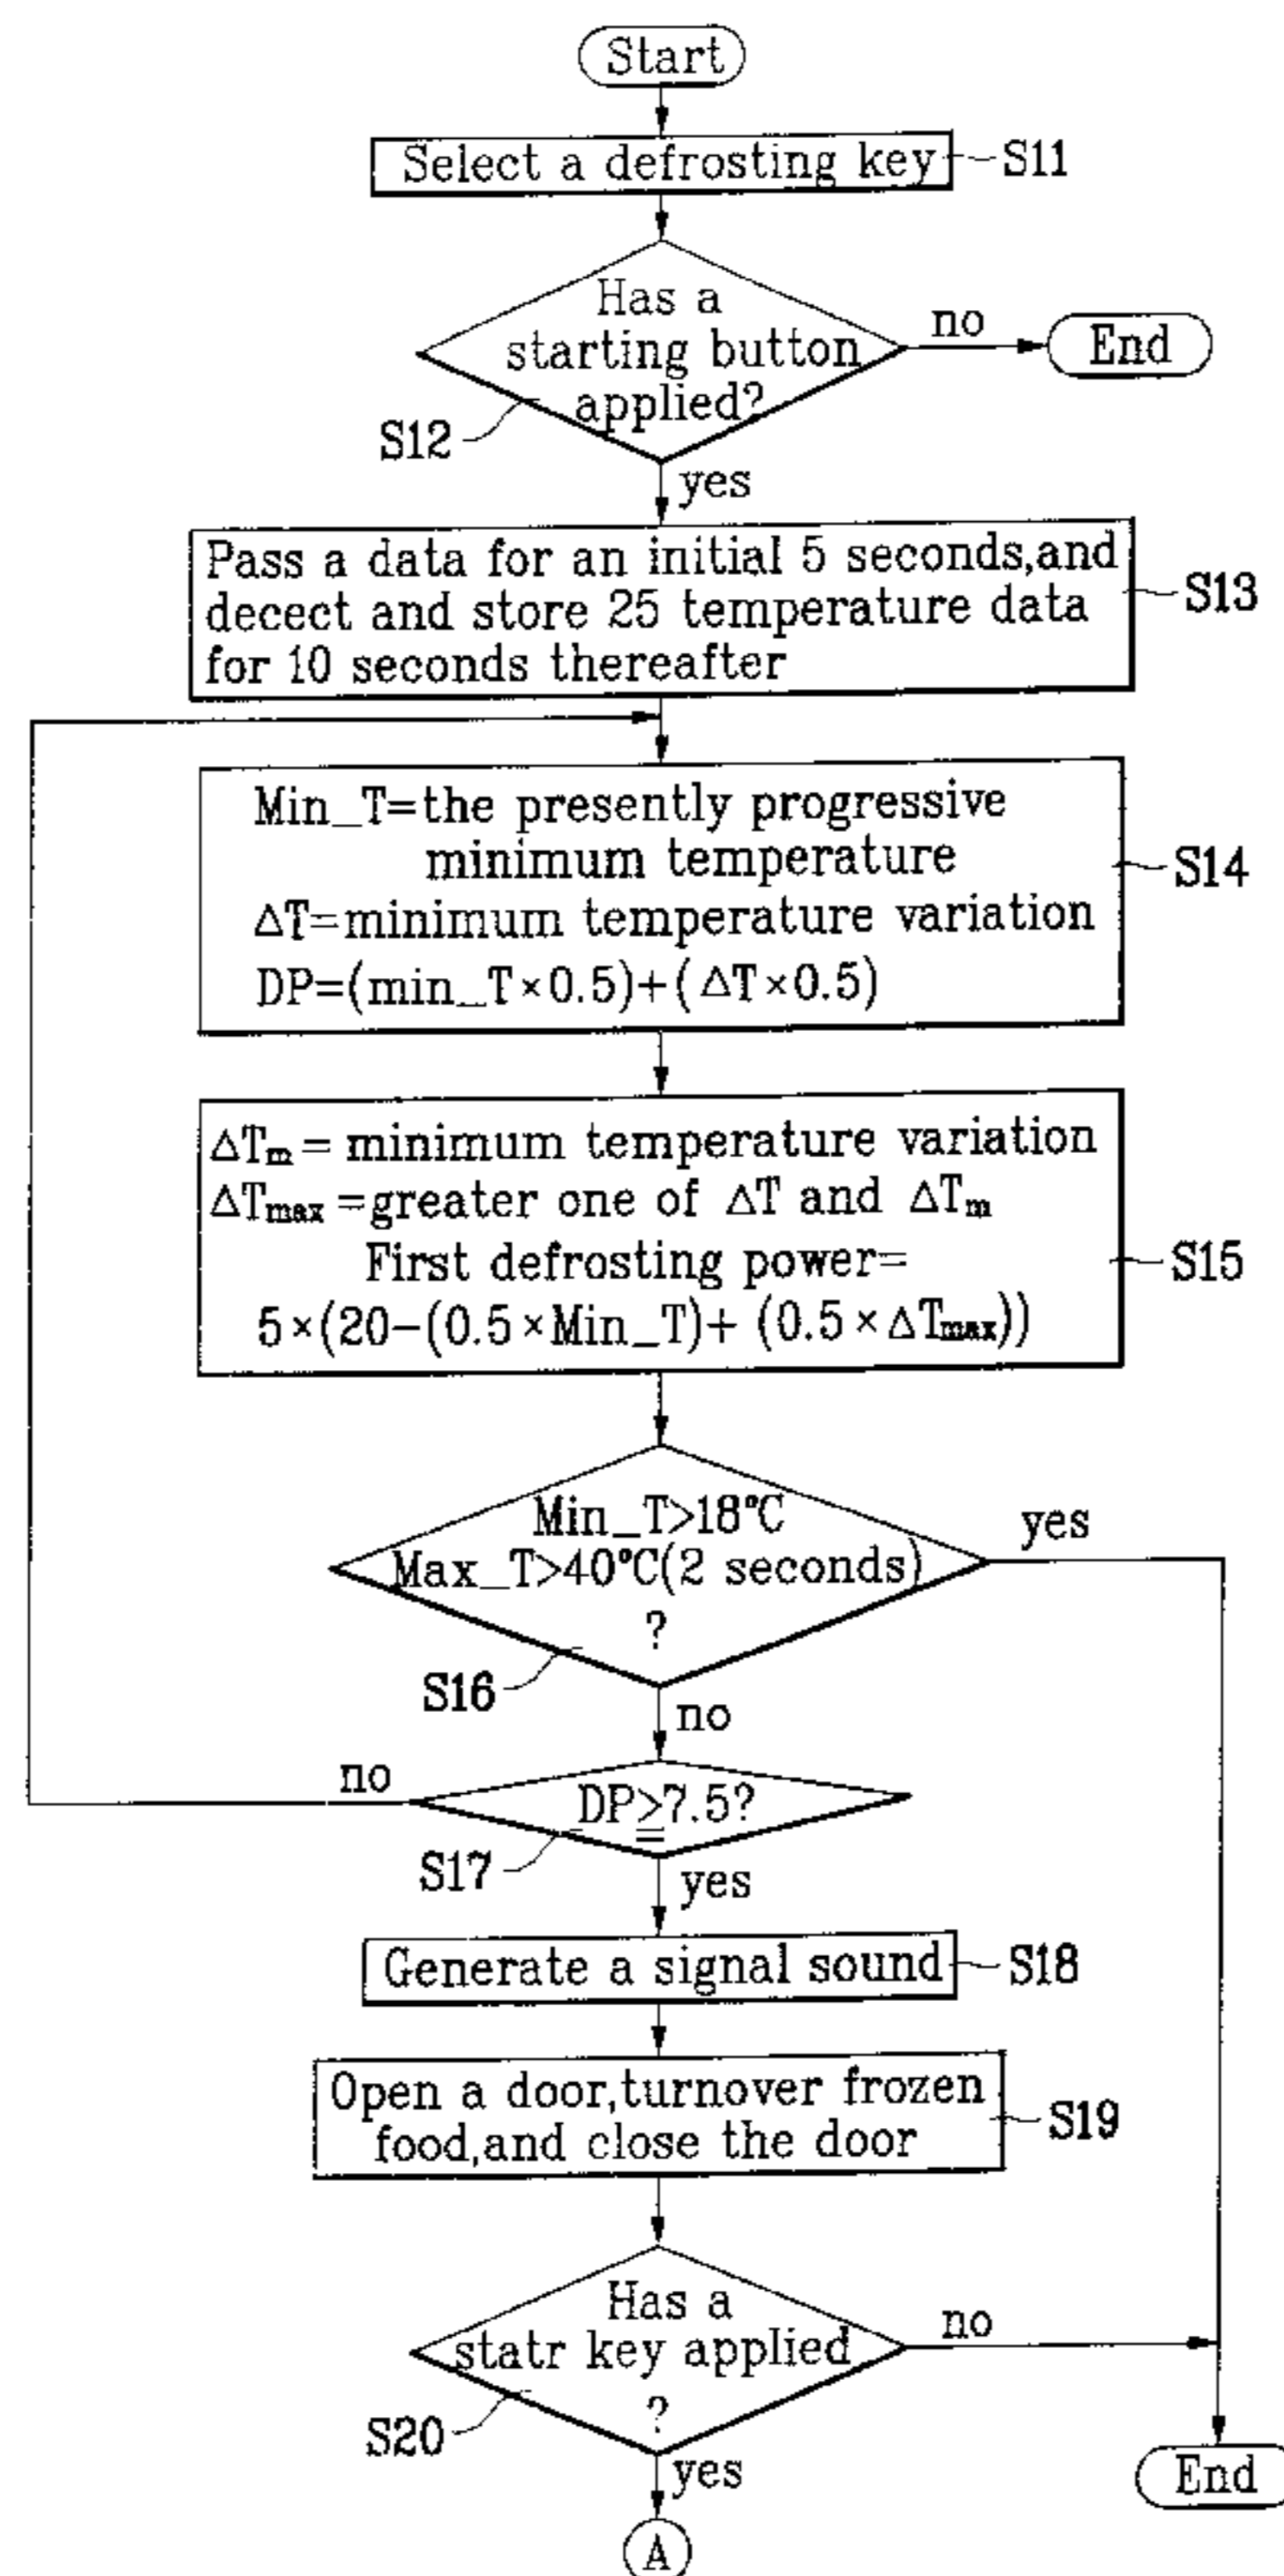 Start
Select a defrosting key
S11
Has a
starting button
applied?
no
End
S12
yes
Pass a data for an initial 5 seconds,and
decect and store 25 temperature data
for 10 seconds thereafter
S13
Min_T=the presently progressive
minimum temperature
ΔT=minimum temperature variation
DP=(min_T×0.5)+(ΔT×0.5)
S14
ΔTm= minimum temperature variation
ΔTmax=greater one of ΔT and ΔTm
First defrosting power=
5×(20-(0.5×Min_T)+ (0.5×ΔTmax))
S15
Min_T>18℃
Max_T>40℃(2 seconds)
?
yes
S16
no
no
DP≧7.5?
S17
yes
Generate a signal sound
S18
Open a door,turnover frozen
food,and close the door
S19
Has a
statr key applied
?
no
S20
yes
End
A